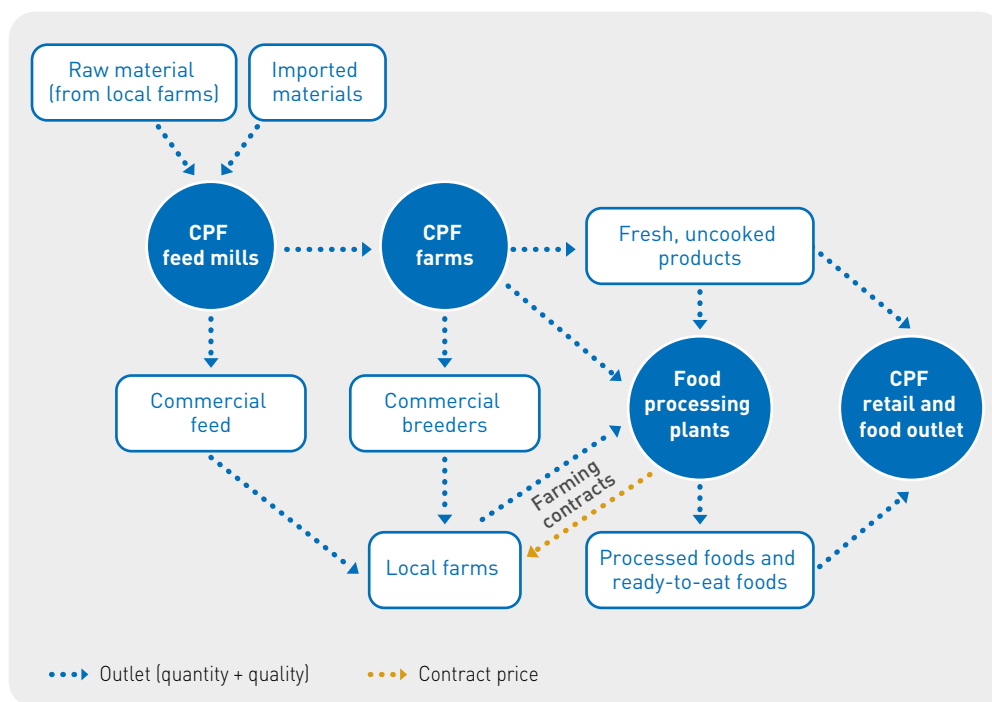 Raw material
(from local farms)
Imported
materials
CPF
feed mills
CPF
farms
Fresh, uncooked
products
Commercial
feed
Commercial
breeders
Food
processing
plants
CPF
retail and
food outlet
Farming
contracts
Local farms
Processed foods and
ready-to-eat foods
Outlet (quantity + quality)
Contract price